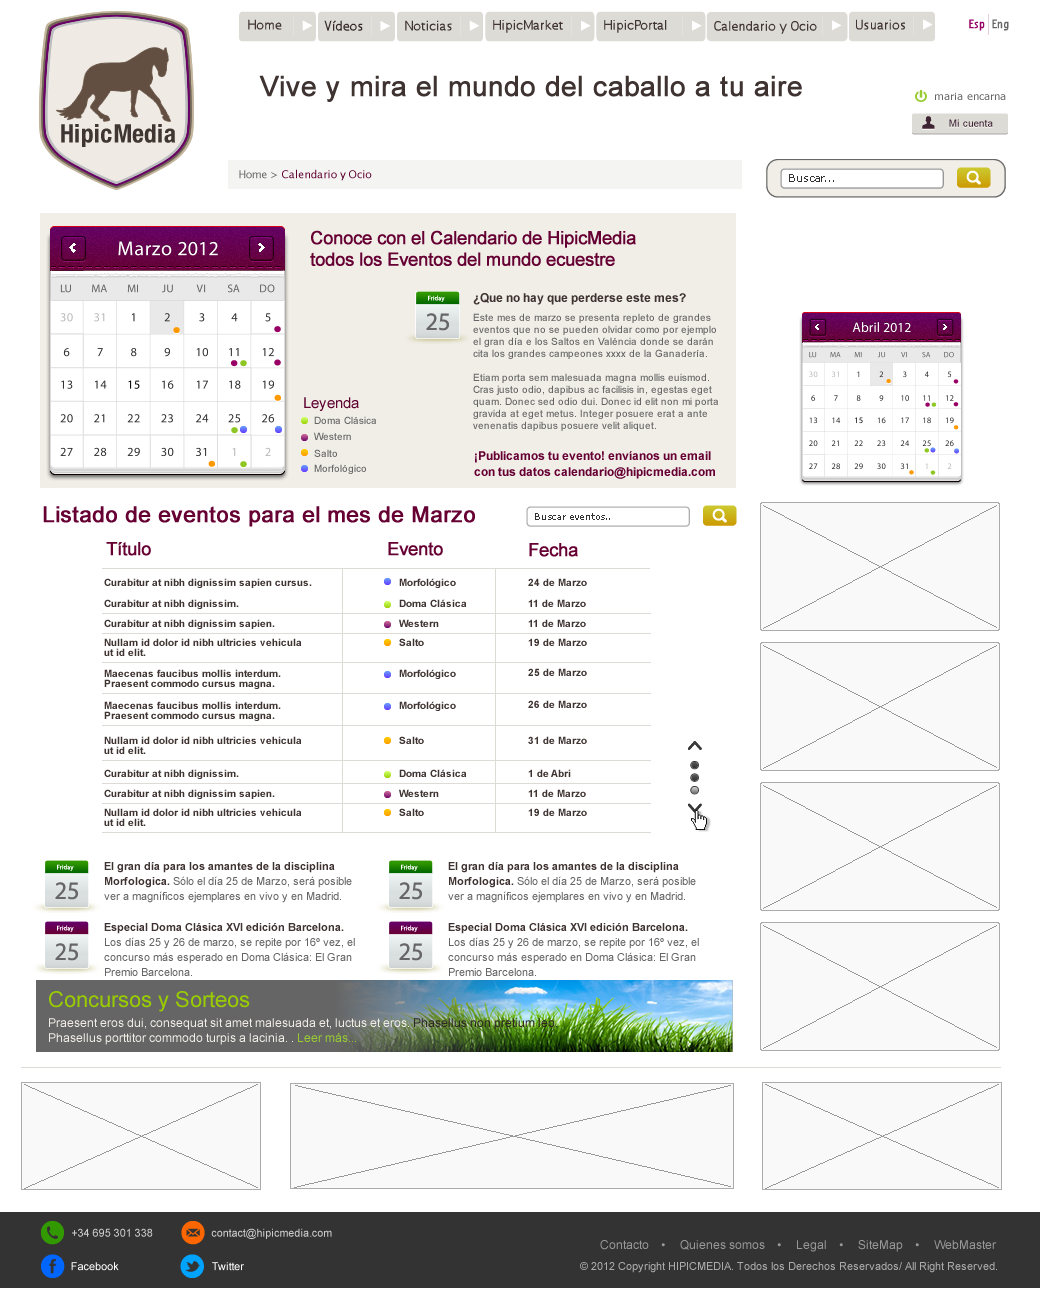 Home Vídeos Noticias HipicMarket HipicPortal Calendario y Ocio Usuarios Esp Eng
HipicMedia
Vive y mira el mundo del caballo a tu aire
maria encarna
Mi cuenta
Home > Calendario y Ocio
Buscar...
Marzo 2012
LU MA MI JU VI SA DO
30 31 1 2 3 4 5
6 7 8 9 10 11 12
13 14 15 16 17 18 19
20 21 22 23 24 25 26
27 28 29 30 31 1 2
Conoce con el Calendario de HipicMedia
todos los Eventos del mundo ecuestre
Friday
25
¿Que no hay que perderse este mes?
Este mes de marzo se presenta repleto de grandes
eventos que no se pueden olvidar como por ejemplo
el gran día e los Saltos en Valéncia donde se darán
cita los grandes campeones xxxx de la Ganadería.
Etiam porta sem malesuada magna mollis euismod.
Cras justo odio, dapibus ac facilisis in, egestas eget
quam. Donec sed odio dui. Donec id elit non mi porta
gravida at eget metus. Integer posuere erat a ante
venenatis dapibus posuere velit aliquet.
¡Publicamos tu evento! envíanos un email
con tus datos calendario@hipicmedia.com
Leyenda
Doma Clásica
Western
Salto
Morfológico
Abril 2012
LU MA MI JU VI SA DO
30 31 1 2 3 4 5
6 7 8 9 10 11 12
13 14 15 16 17 18 19
20 21 22 23 24 25 26
27 28 29 30 31 1 2
Listado de eventos para el mes de Marzo
Buscar eventos..
Título Evento Fecha
Curabitur at nibh dignissim sapien cursus. Morfológico 24 de Marzo
Curabitur at nibh dignissim. Doma Clásica 11 de Marzo
Curabitur at nibh dignissim sapien. Western 11 de Marzo
Nullam id dolor id nibh ultricies vehicula Salto 19 de Marzo
ut id elit.
Maecenas faucibus mollis interdum. Morfológico 25 de Marzo
Praesent commodo cursus magna.
Maecenas faucibus mollis interdum. Morfológico 26 de Marzo
Praesent commodo cursus magna.
Nullam id dolor id nibh ultricies vehicula Salto 31 de Marzo
ut id elit.
Curabitur at nibh dignissim. Doma Clásica 1 de Abri
Curabitur at nibh dignissim sapien. Western 11 de Marzo
Nullam id dolor id nibh ultricies vehicula Salto 19 de Marzo
ut id elit.
Friday
25
El gran día para los amantes de la disciplina
Morfologica. Sólo el día 25 de Marzo, será posible
ver a magníficos ejemplares en vivo y en Madrid.
Friday
25
El gran día para los amantes de la disciplina
Morfologica. Sólo el día 25 de Marzo, será posible
ver a magníficos ejemplares en vivo y en Madrid.
Friday
25
Especial Doma Clásica XVI edición Barcelona.
Los días 25 y 26 de marzo, se repite por 16º vez, el
concurso más esperado en Doma Clásica: El Gran
Premio Barcelona.
Friday
25
Especial Doma Clásica XVI edición Barcelona.
Los días 25 y 26 de marzo, se repite por 16º vez, el
concurso más esperado en Doma Clásica: El Gran
Premio Barcelona.
Concursos y Sorteos
Praesent eros dui, consequat sit amet malesuada et, luctus et eros. Phasellus non pretium leo.
Phasellus porttitor commodo turpis a lacinia. . Leer más...
+34 695 301 338 contact@hipicmedia.com
Facebook Twitter
Contacto • Quienes somos • Legal • SiteMap • WebMaster
© 2012 Copyright HIPICMEDIA. Todos los Derechos Reservados/ All Right Reserved.